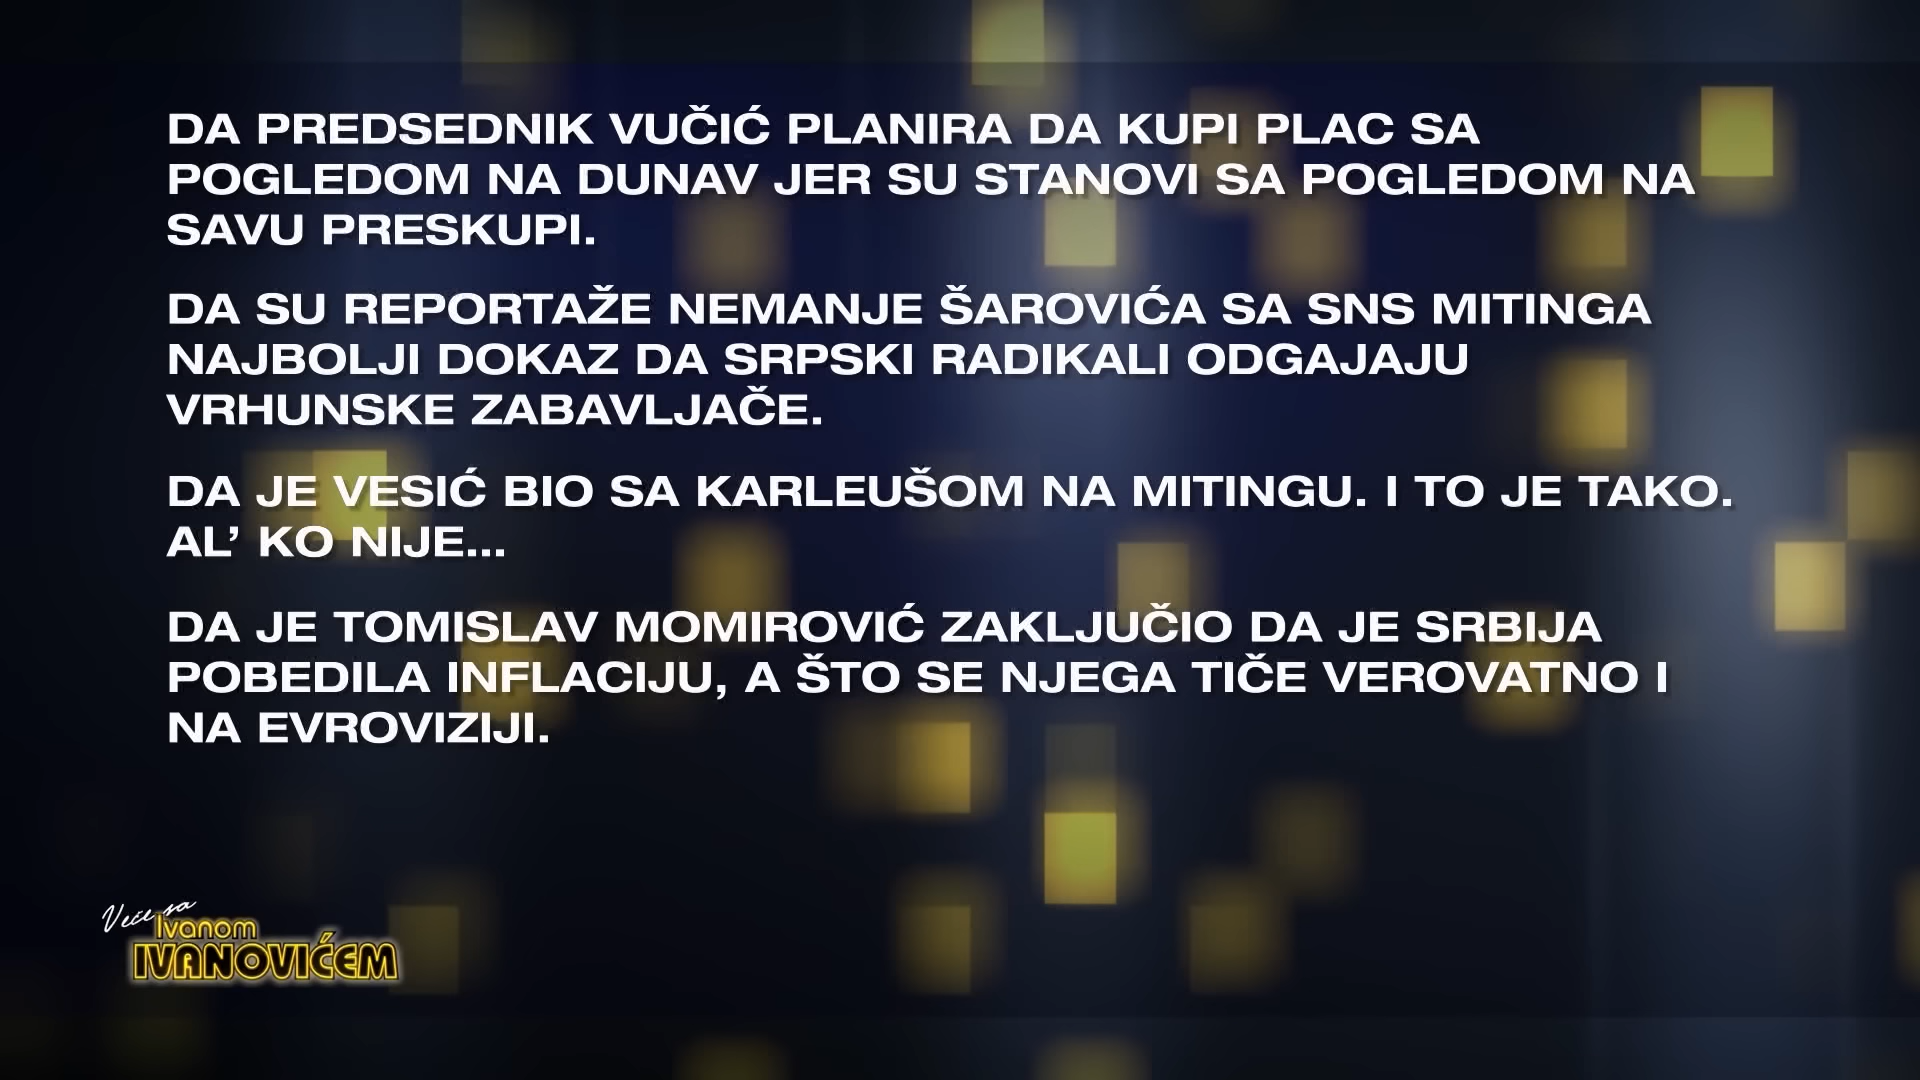 DA PREDSEDNIK VUČIĆ PLANIRA DA KUPI PLAC SA
POGLEDOM NA DUNAV JER SU STANOVI SA POGLEDOM NA
SAVU PRESKUPI.
DA SU REPORTAŽE NEMANJE ŠAROVIĆA SA SNS MITINGA
NAJBOLJI DOKAZ DA SRPSKI RADIKALI ODGAJAJU
VRHUNSKE ZABAVLJAČE.
DA JE VESIĆ BIO SA KARLEUŠOM NA MITINGU. I TO JE TAKO.
AL’ KO NIJE...
DA JE TOMISLAV MOMIROVIĆ ZAKLJUČIO DA JE SRBIJA
POBEDILA INFLACIJU, A ŠTO SE NJEGA TIČE VEROVATNO I
NA EVROVIZIJI.
Veče sa
Ivanom
IVANOVIĆEM